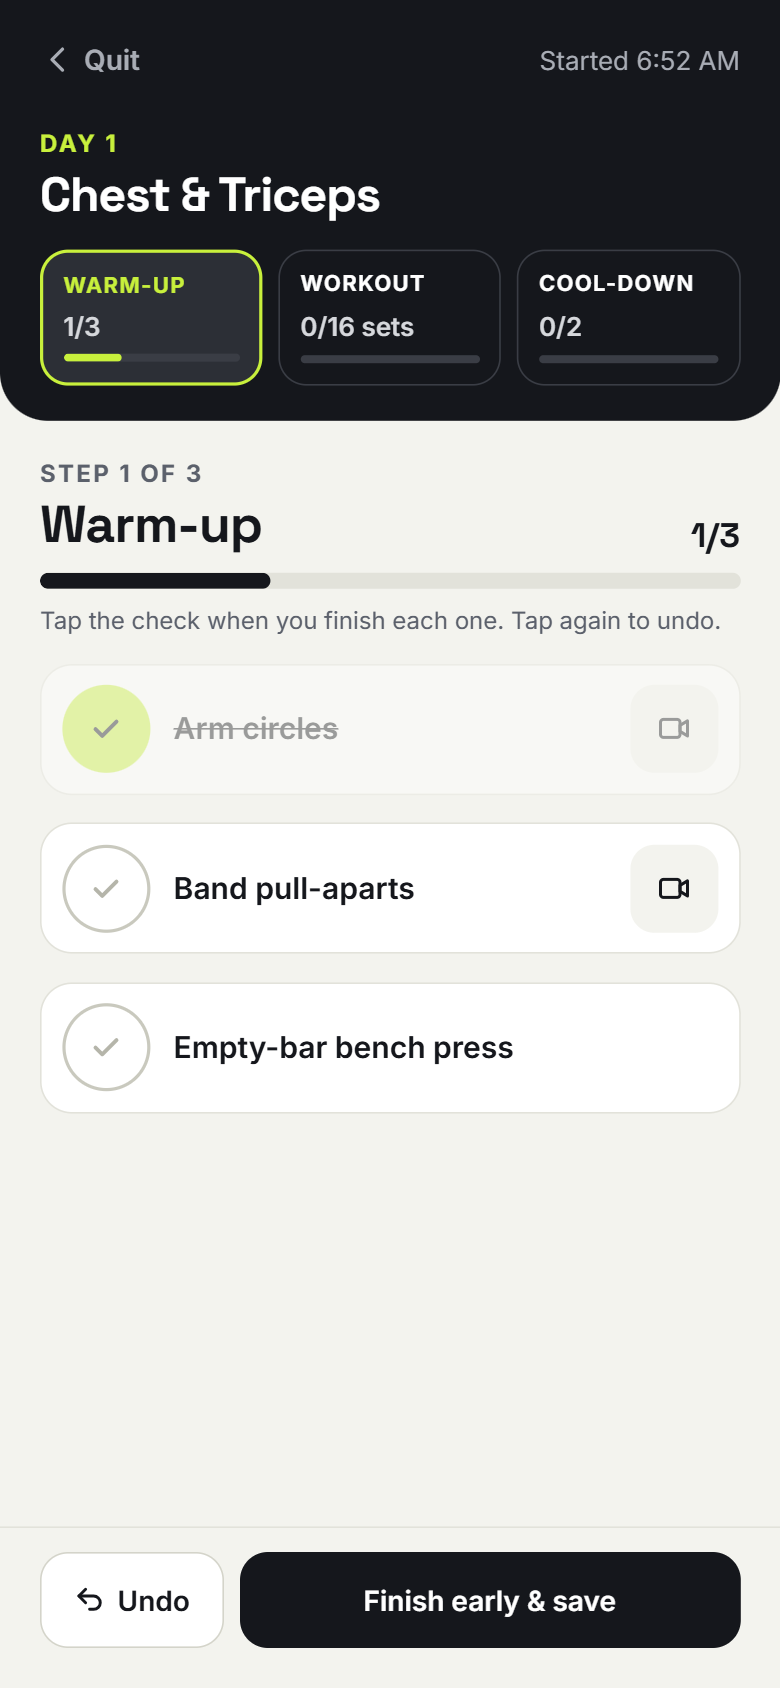 Quit
Started 6:52 AM
DAY 1
Chest & Triceps
WARM-UP
1/3
WORKOUT
0/16 sets
COOL-DOWN
0/2
STEP 1 OF 3
Warm-up
1/3
Tap the check when you finish each one. Tap again to undo.
Arm circles
Band pull-aparts
Empty-bar bench press
Undo
Finish early & save